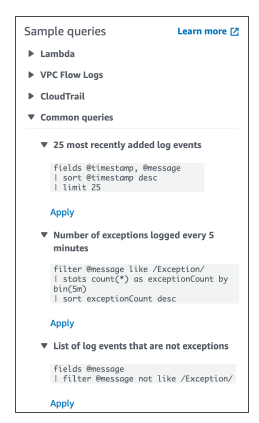 Sample queries
Learn more
Lambda
VPC Flow Logs
CloudTrail
Common queries
25 most recently added log events
fields @timestamp, @message
| sort @timestamp desc
| limit 25
Apply
Number of exceptions logged every 5
minutes
filter @message like /Exception/
| stats count(*) as exceptionCount by
bin(5m)
| sort exceptionCount desc
Apply
List of log events that are not exceptions
fields @message
| filter @message not like /Exception/
Apply